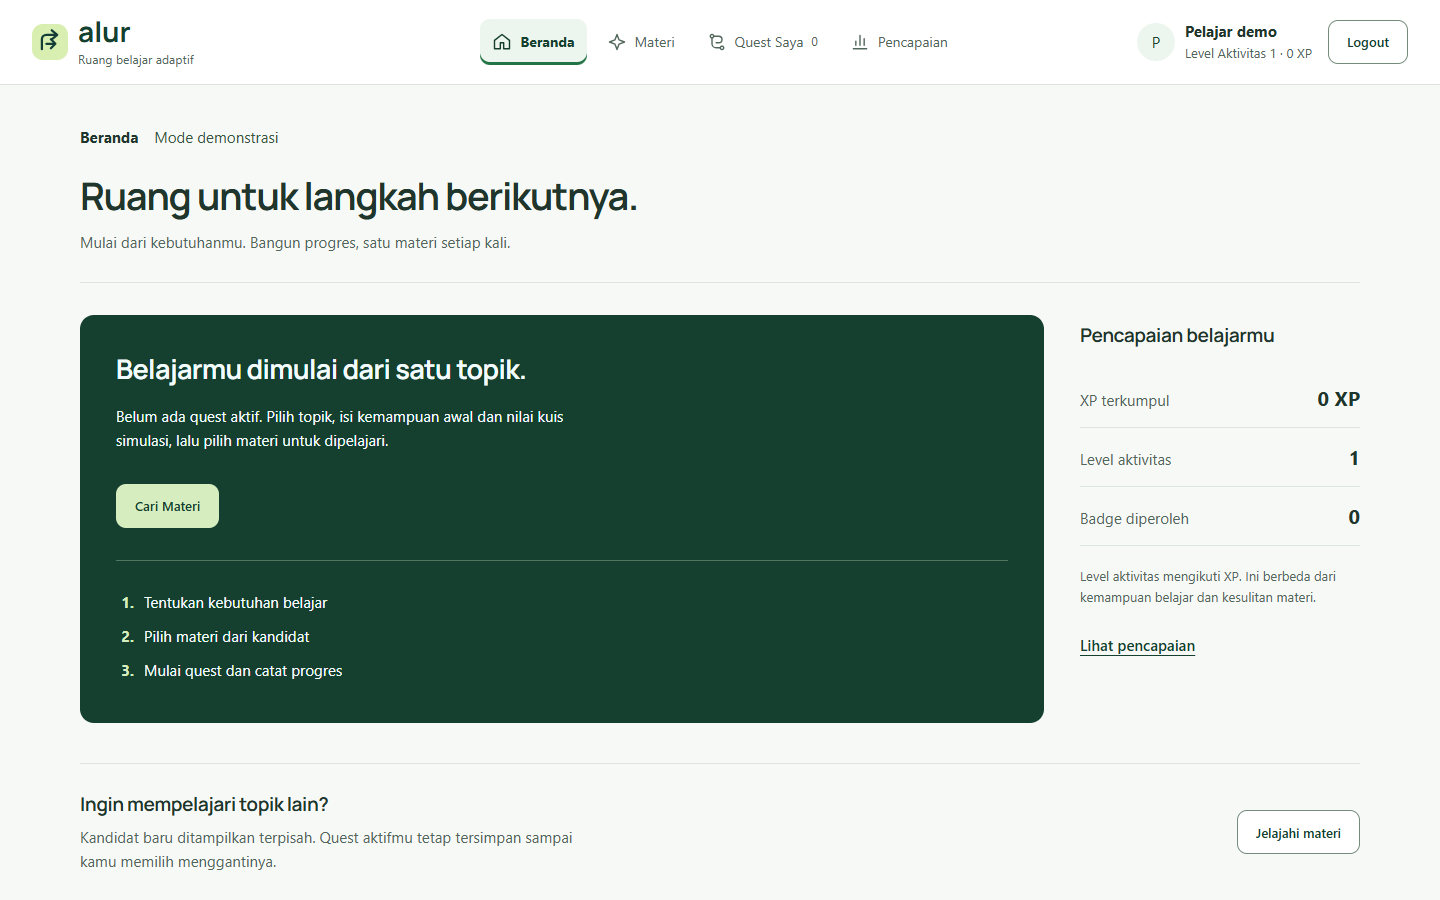 alur
Ruang belajar adaptif
Beranda
Materi
Quest Saya 0
Pencapaian
P
Pelajar demo
Level Aktivitas 1 · 0 XP
Logout
Beranda Mode demonstrasi
Ruang untuk langkah berikutnya.
Mulai dari kebutuhanmu. Bangun progres, satu materi setiap kali.
Belajarmu dimulai dari satu topik.
Belum ada quest aktif. Pilih topik, isi kemampuan awal dan nilai kuis
simulasi, lalu pilih materi untuk dipelajari.
Cari Materi
1. Tentukan kebutuhan belajar
2. Pilih materi dari kandidat
3. Mulai quest dan catat progres
Pencapaian belajarmu
XP terkumpul 0 XP
Level aktivitas 1
Badge diperoleh 0
Level aktivitas mengikuti XP. Ini berbeda dari
kemampuan belajar dan kesulitan materi.
Lihat pencapaian
Ingin mempelajari topik lain?
Kandidat baru ditampilkan terpisah. Quest aktifmu tetap tersimpan sampai
kamu memilih menggantinya.
Jelajahi materi